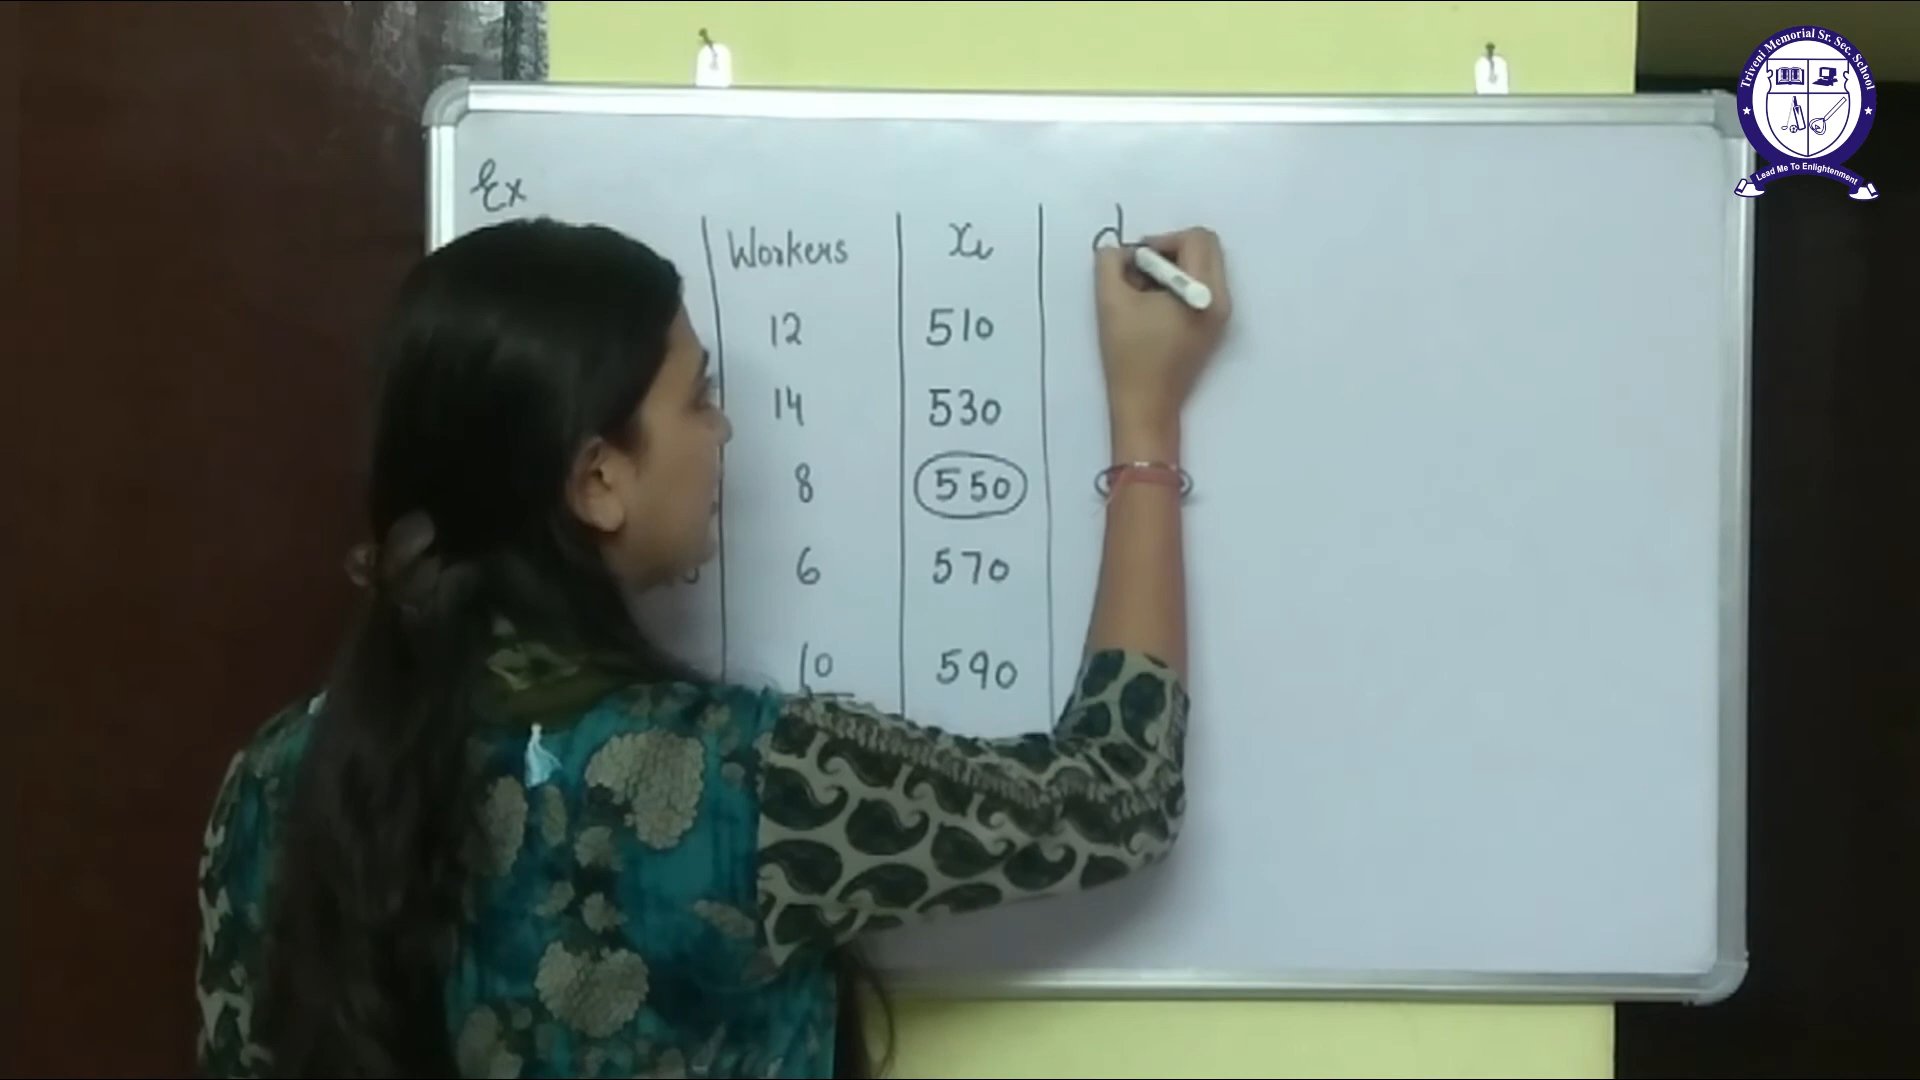 Triveni Memorial Sr. Sec. School
Lead Me To Enlightenment
Ex
Workers xi d
12 510
14 530
8 550
6 570
10 590